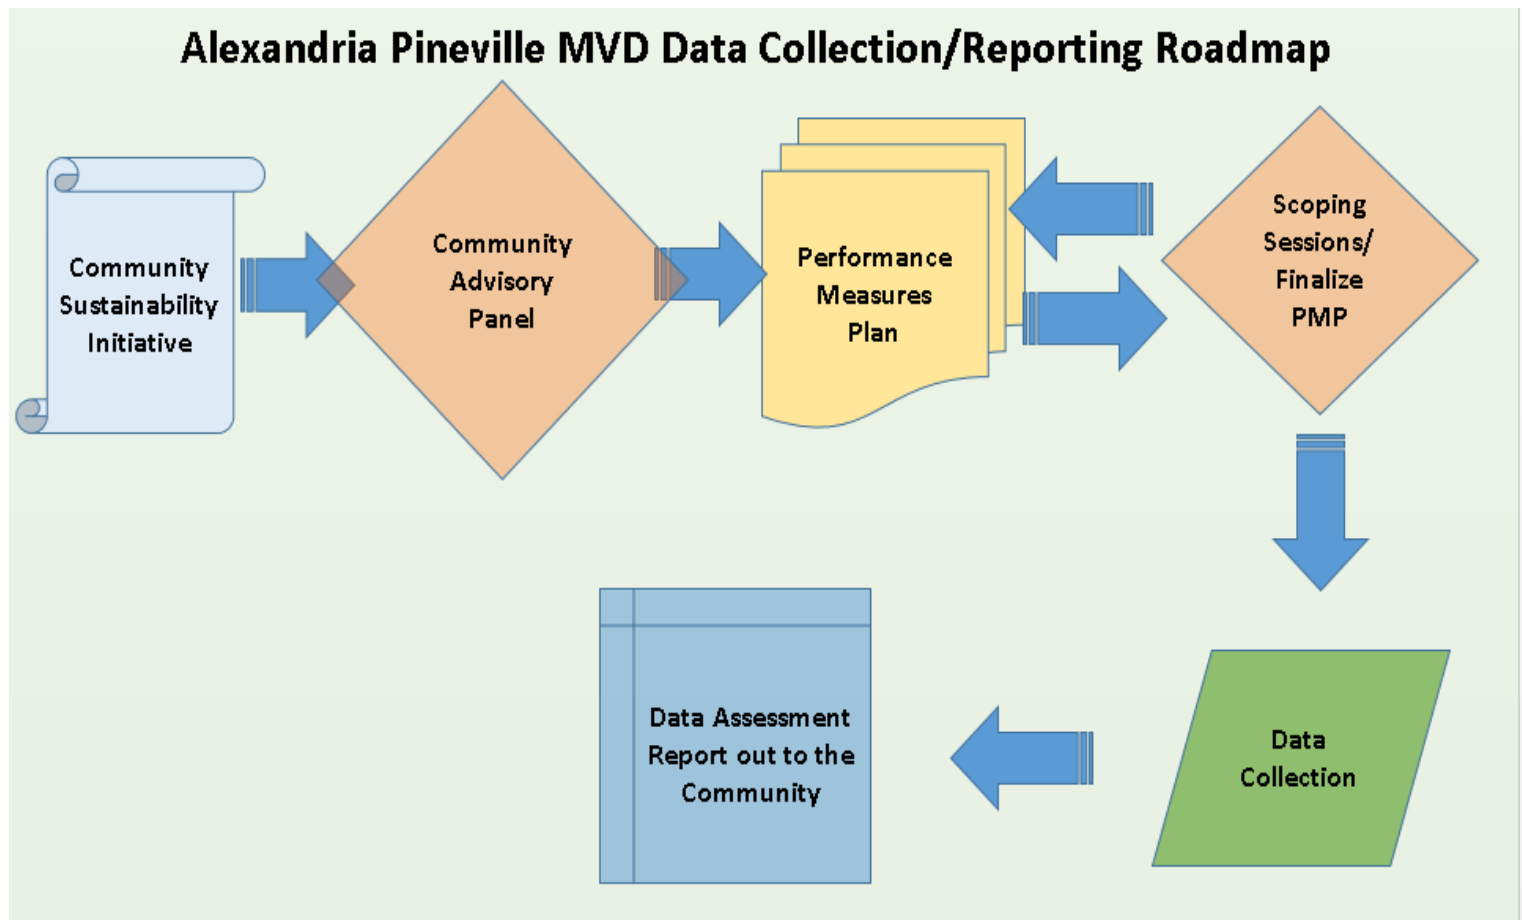 Alexandria Pineville MVD Data Collection/Reporting Roadmap
Community
Sustainability
Initiative
Community
Advisory
Panel
Performance
Measures
Plan
Scoping
Sessions/
Finalize
PMP
Data
Collection
Data Assessment
Report out to the
Community